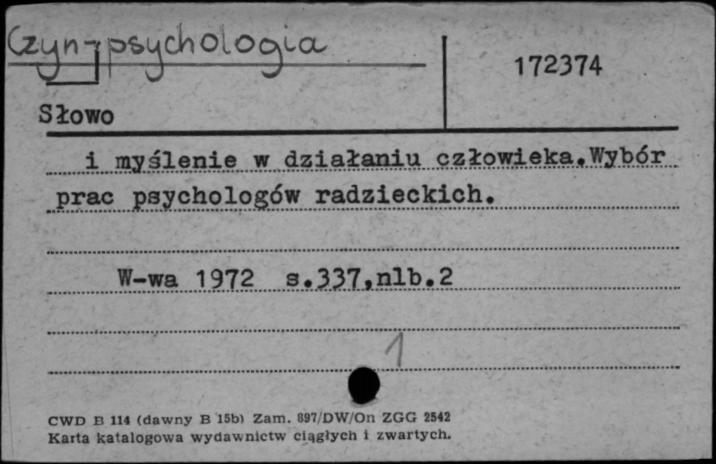 Czyn-psychologia
172374
Słowo
i myślenie w działaniu człowieka.Wybór
prac psychologów radzieckich.
W-wa 1972 s.337,nlb.2
1
CWD B 114 (dawny B 15b) Zam. 897/DW/On ZGG 2542
Karta katalogowa wydawnictw ciągłych i zwartych.